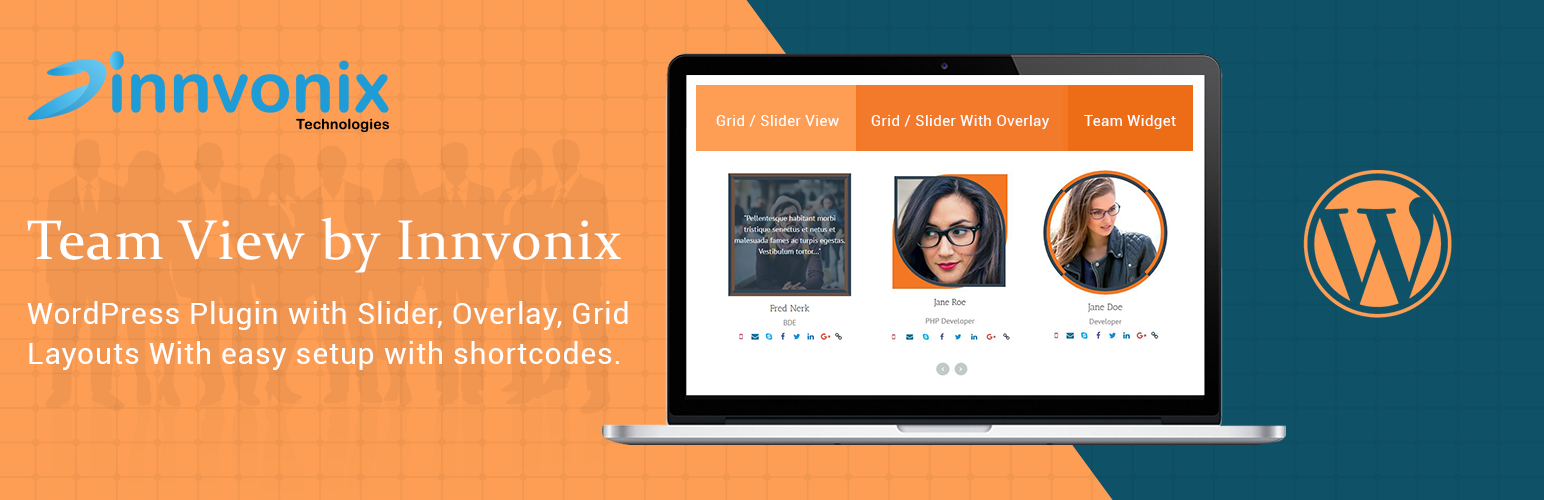 innvonix
Technologies
Team View by Innvonix
WordPress Plugin with Slider, Overlay, Grid
Layouts With easy setup with shortcodes.
Grid / Slider View
Grid / Slider With Overlay
Team Widget
"Pellentesque habitant morbi
tristique senectus et netus et
malesuada fames ac turpis egestas.
Vestibulum tortor..."
Fred Nerk
BDE
Jane Roe
PHP Developer
Jane Doe
Developer